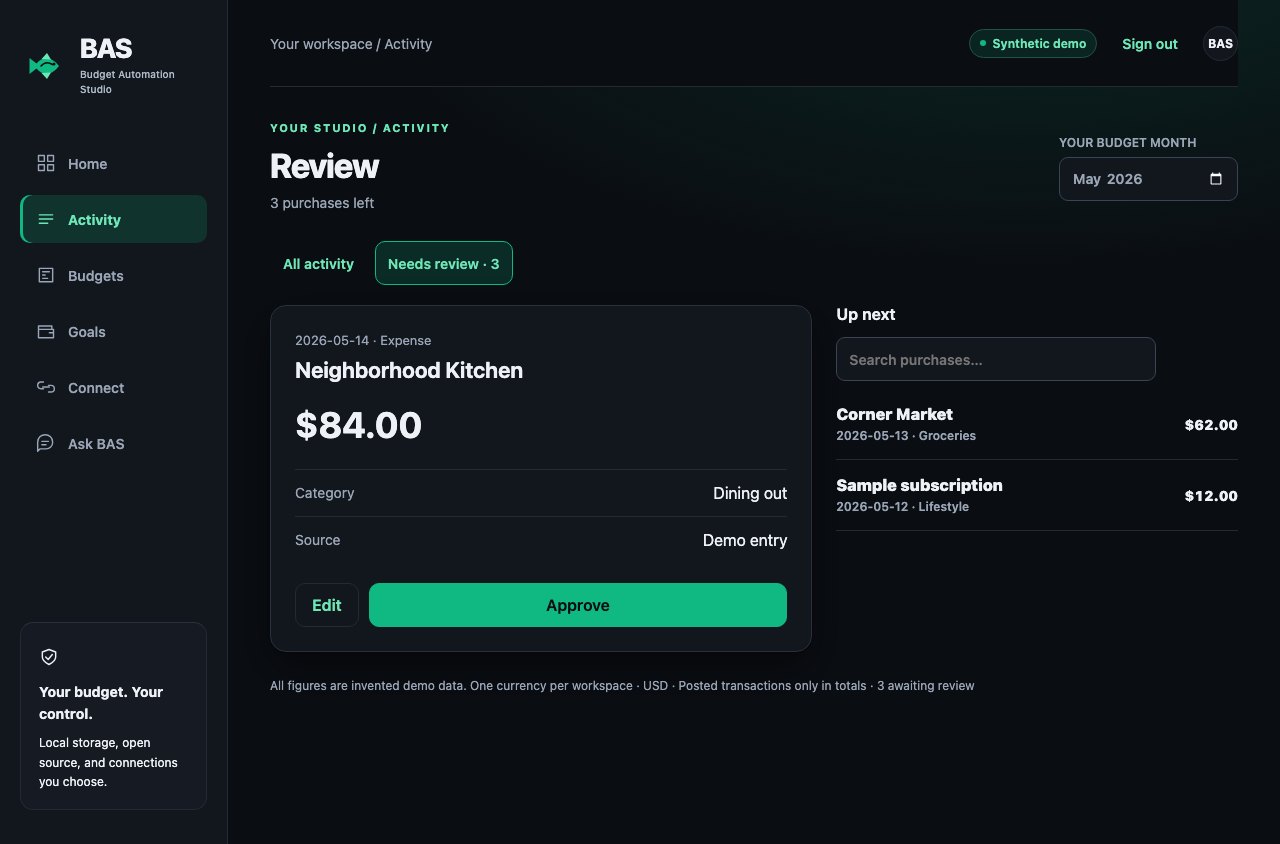 BAS
Budget Automation
Studio
Home
Activity
Budgets
Goals
Connect
Ask BAS
Your budget. Your
control.
Local storage, open
source, and connections
you choose.
Your workspace / Activity
Synthetic demo
Sign out
BAS
YOUR STUDIO / ACTIVITY
Review
3 purchases left
YOUR BUDGET MONTH
May 2026
All activity
Needs review · 3
2026-05-14 · Expense
Neighborhood Kitchen
$84.00
Category
Dining out
Source
Demo entry
Edit
Approve
Up next
Search purchases...
Corner Market
2026-05-13 · Groceries
$62.00
Sample subscription
2026-05-12 · Lifestyle
$12.00
All figures are invented demo data. One currency per workspace · USD · Posted transactions only in totals · 3 awaiting review